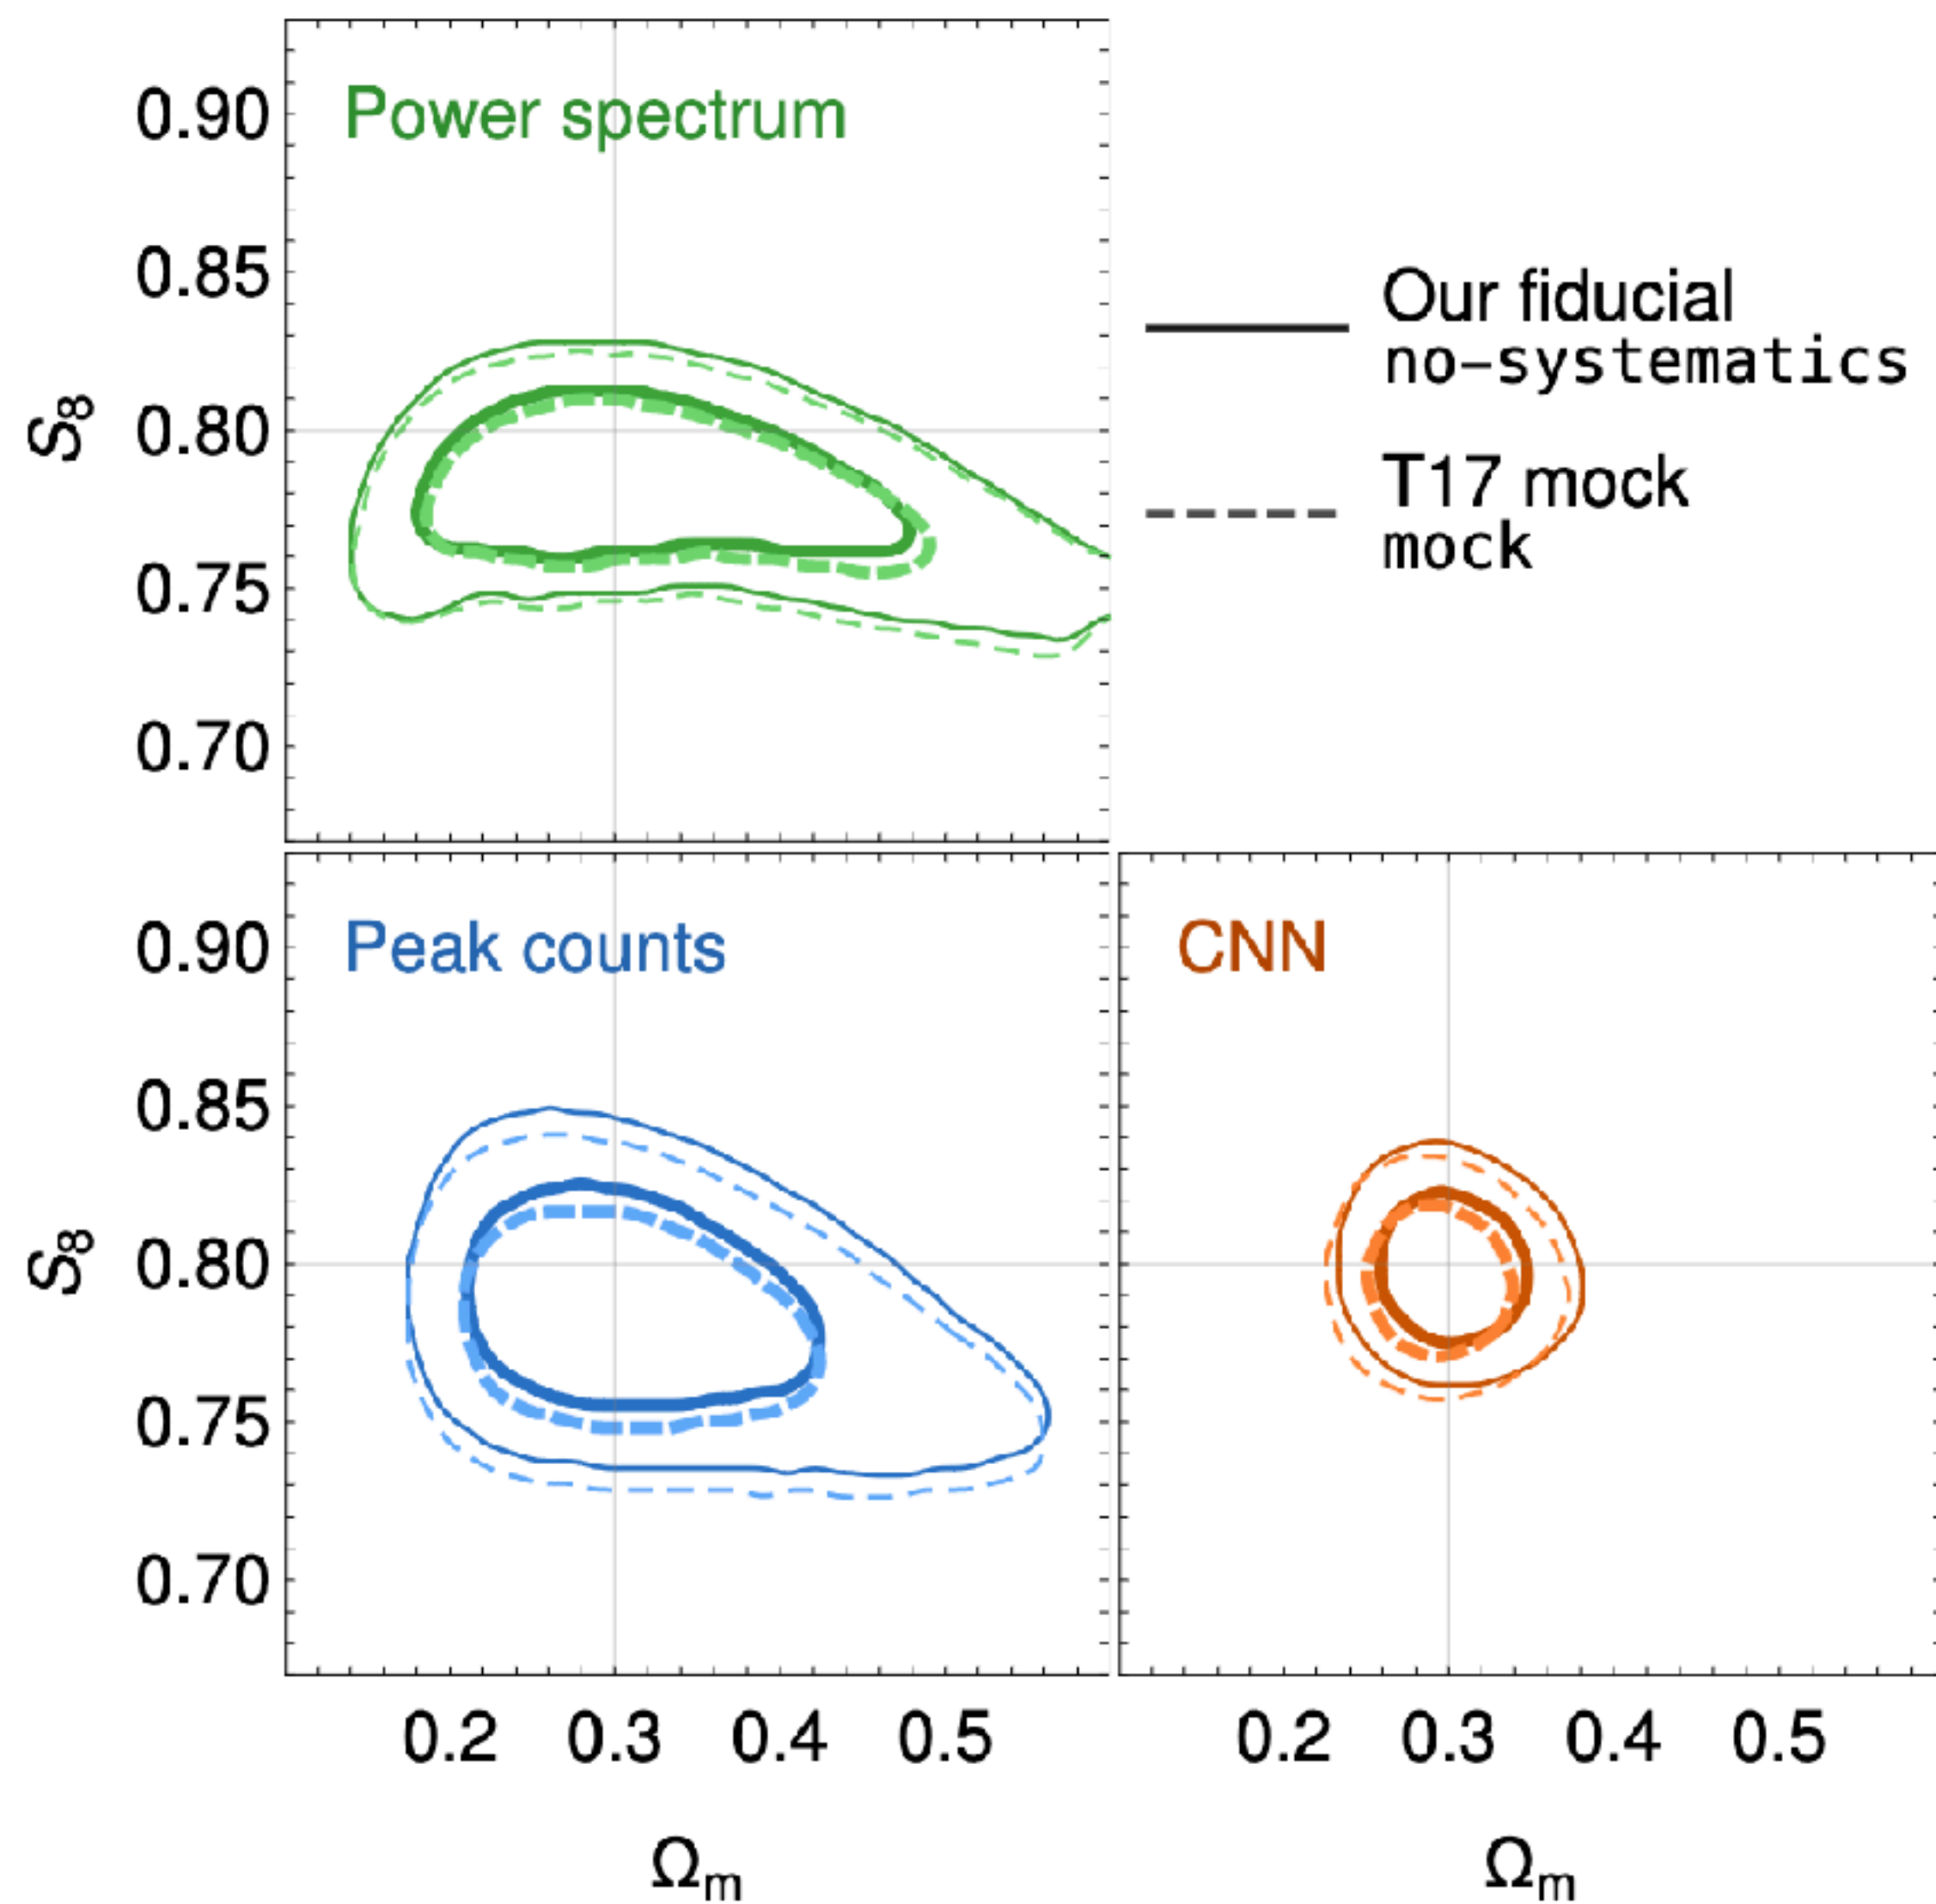 Power spectrum
0.90
0.85
S8
0.80
0.75
0.70
Our fiducial
no-systematics
T17 mock
mock
Peak counts
0.90
0.85
S8
0.80
0.75
0.70
CNN
0.2 0.3 0.4 0.5
0.2 0.3 0.4 0.5
Ωm
Ωm